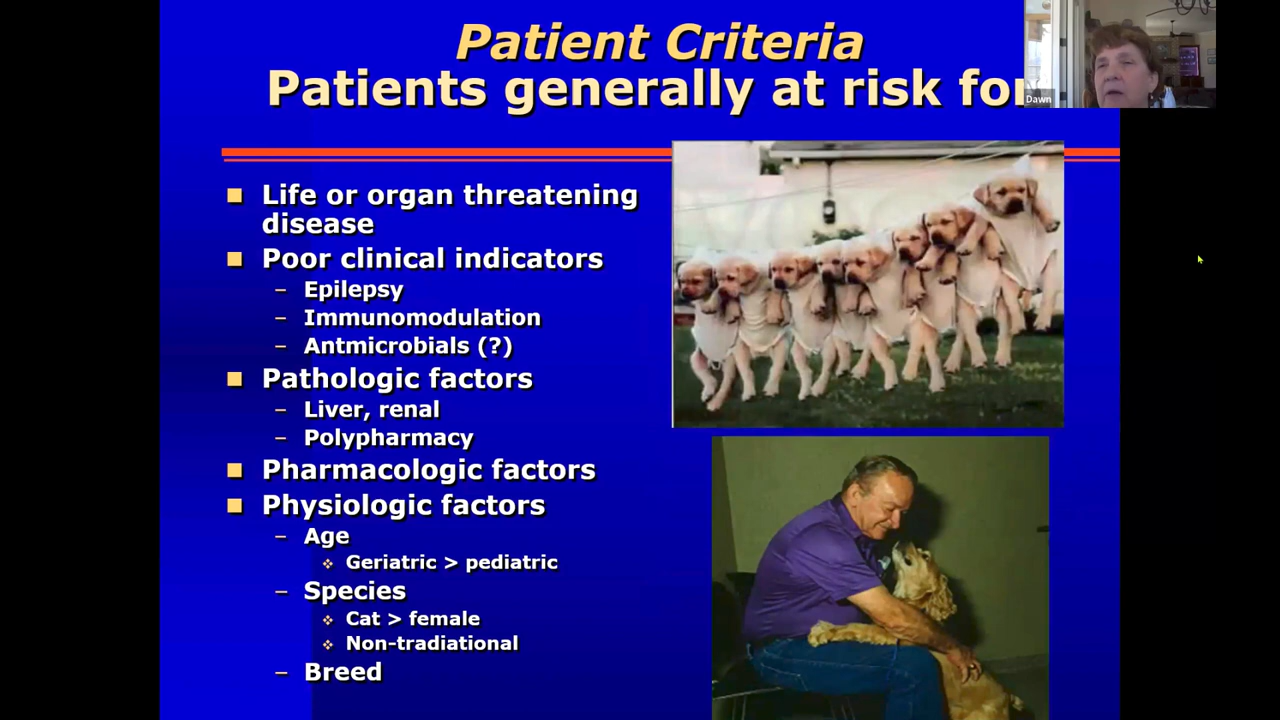 Patient Criteria
Patients generally at risk for
Dawn
Life or organ threatening
disease
Poor clinical indicators
– Epilepsy
– Immunomodulation
– Antmicrobials (?)
Pathologic factors
– Liver, renal
– Polypharmacy
Pharmacologic factors
Physiologic factors
– Age
Geriatric > pediatric
– Species
Cat > female
Non-tradiational
– Breed